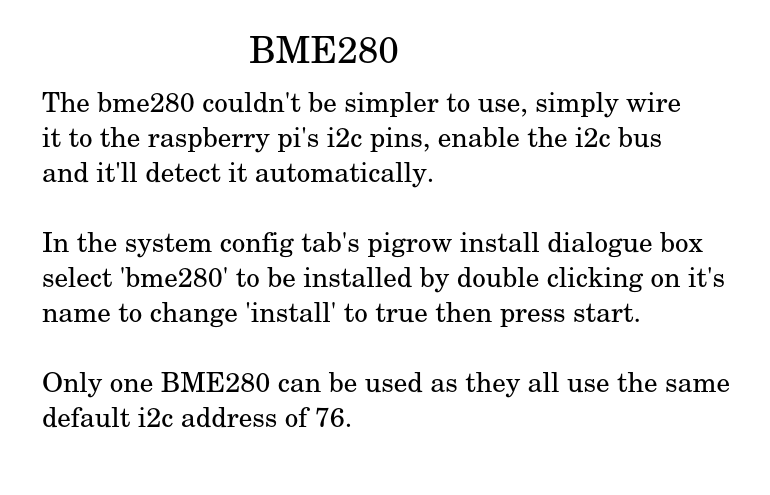 BME280
The bme280 couldn't be simpler to use, simply wire
it to the raspberry pi's i2c pins, enable the i2c bus
and it'll detect it automatically.
In the system config tab's pigrow install dialogue box
select 'bme280' to be installed by double clicking on it's
name to change 'install' to true then press start.
Only one BME280 can be used as they all use the same
default i2c address of 76.